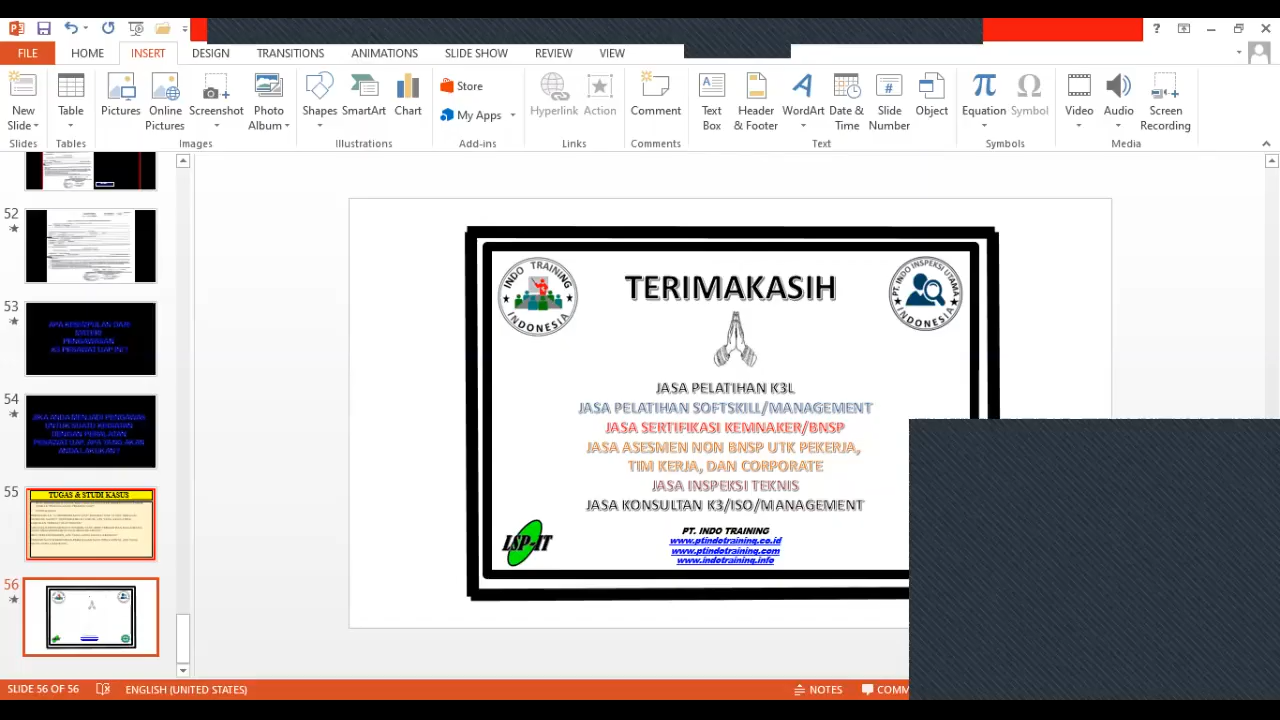 FILE HOME INSERT DESIGN TRANSITIONS ANIMATIONS SLIDE SHOW REVIEW VIEW
New Slide
Table
Pictures
Online Pictures
Screenshot
Photo Album
Shapes
SmartArt
Chart
Store
My Apps
Hyperlink
Action
Comment
Text Box
Header & Footer
WordArt
Date & Time
Slide Number
Object
Equation
Symbol
Video
Audio
Screen Recording
Slides Tables Images Illustrations Add-ins Links Comments Text Symbols Media
52
53
54
55
TUGAS & STUDI KASUS
56
INDO TRAINING
INDONESIA
TERIMAKASIH
PT. INDO INSPEKSI UTAMA
INDONESIA
JASA PELATIHAN K3L
JASA PELATIHAN SOFTSKILL/MANAGEMENT
JASA SERTIFIKASI KEMNAKER/BNSP
JASA ASESMEN NON BNSP UTK PEKERJA,
TIM KERJA, DAN CORPORATE
JASA INSPEKSI TEKNIS
JASA KONSULTAN K3/ISO/MANAGEMENT
LSP-IT
PT. INDO TRAINING
www.ptindotraining.co.id
www.ptindotraining.com
www.indotraining.info
SLIDE 56 OF 56 ENGLISH (UNITED STATES) NOTES COMM